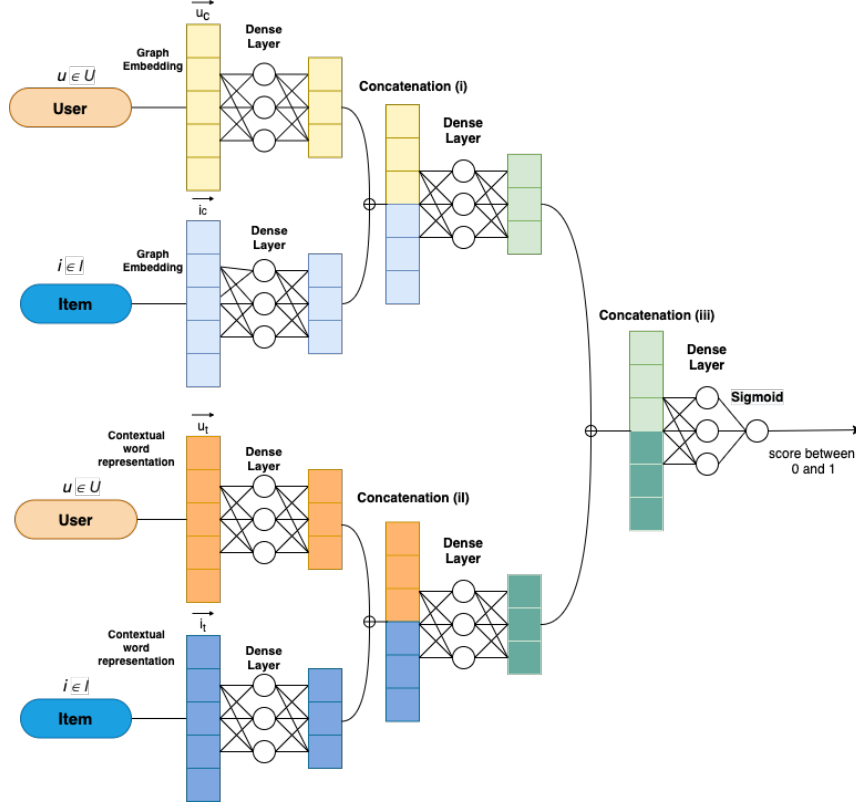 u_c
Dense
Layer
Graph
Embedding
u ∈ U
User
Concatenation (i)
Dense
Layer
i_c
Dense
Layer
Graph
Embedding
i ∈ I
Item
Concatenation (iii)
Dense
Layer
Sigmoid
score between
0 and 1
u_t
Contextual
word
representation
Dense
Layer
u ∈ U
User
Concatenation (iI)
Dense
Layer
i_t
Contextual
word
representation
Dense
Layer
i ∈ I
Item